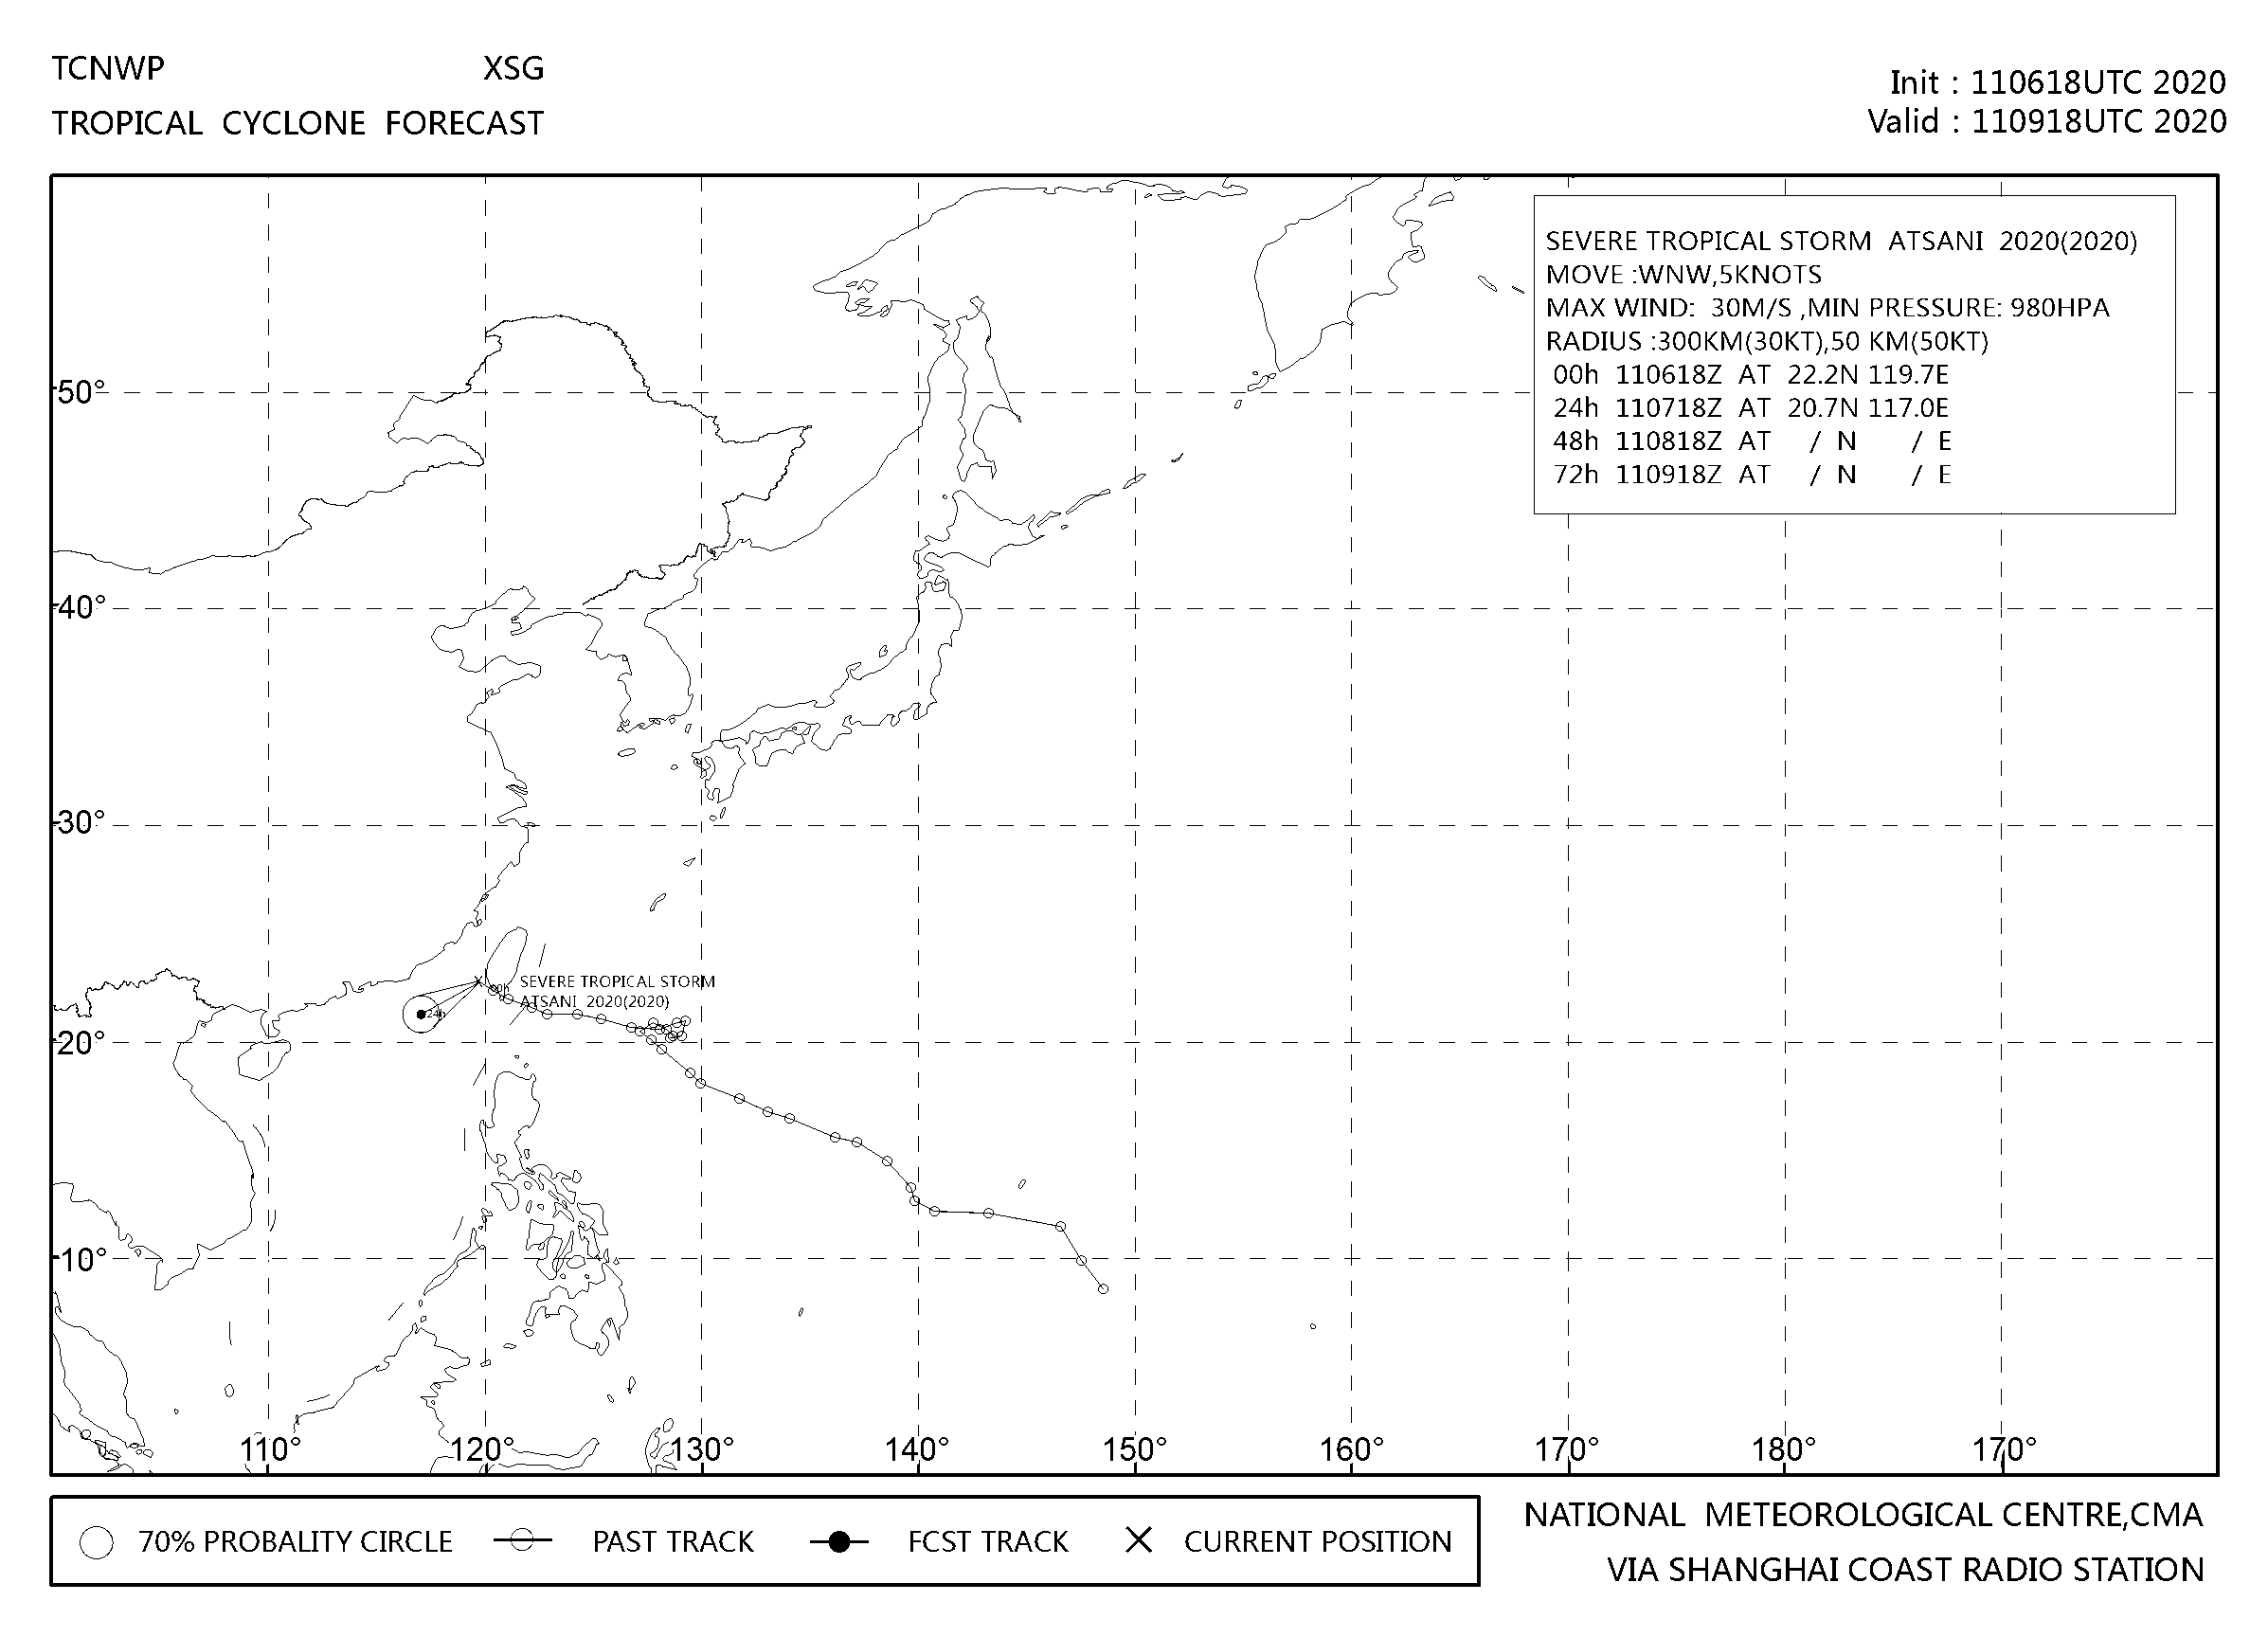 TCNWP XSG
TROPICAL CYCLONE FORECAST
Init : 110618UTC 2020
Valid : 110918UTC 2020
SEVERE TROPICAL STORM ATSANI 2020(2020)
MOVE :WNW,5KNOTS
MAX WIND: 30M/S ,MIN PRESSURE: 980HPA
RADIUS :300KM(30KT),50 KM(50KT)
00h 110618Z AT 22.2N 119.7E
24h 110718Z AT 20.7N 117.0E
48h 110818Z AT / N / E
72h 110918Z AT / N / E
50°
40°
30°
SEVERE TROPICAL STORM
00h
ATSANI 2020(2020)
24h
20°
10°
110° 120° 130° 140° 150° 160° 170° 180° 170°
70% PROBALITY CIRCLE PAST TRACK FCST TRACK CURRENT POSITION
NATIONAL METEOROLOGICAL CENTRE,CMA
VIA SHANGHAI COAST RADIO STATION